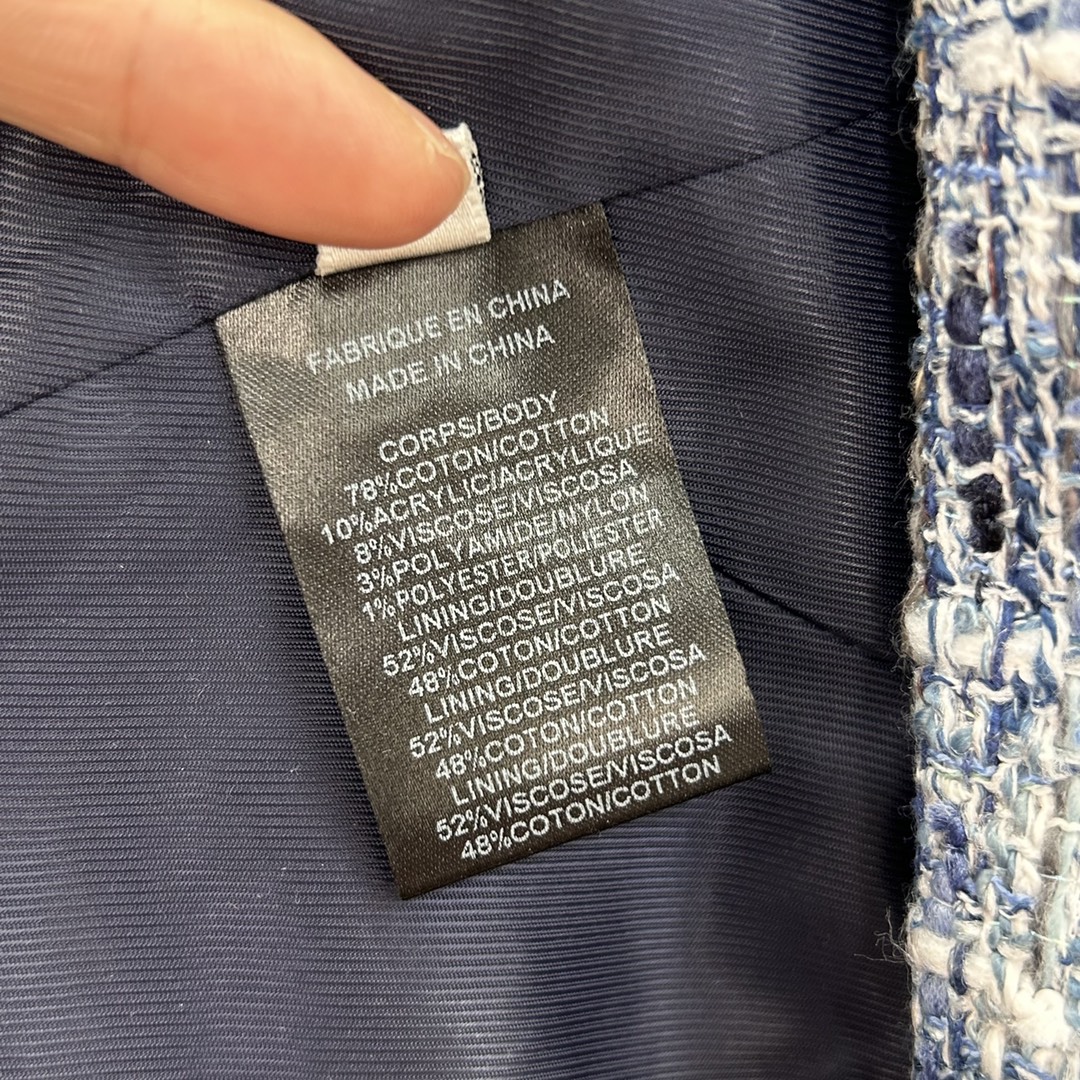 FABRIQUE EN CHINA
MADE IN CHINA
CORPS/BODY
78%COTON/COTTON
10%ACRYLIC/ACRYLIQUE
8%VISCOSE/VISCOSA
3%POLYAMIDE/NYLON
1%POLYESTER/POLIESTER
LINING/DOUBLURE
52%VISCOSE/VISCOSA
48%COTON/COTTON
LINING/DOUBLURE
52%VISCOSE/VISCOSA
48%COTON/COTTON
LINING/DOUBLURE
52%VISCOSE/VISCOSA
48%COTON/COTTON